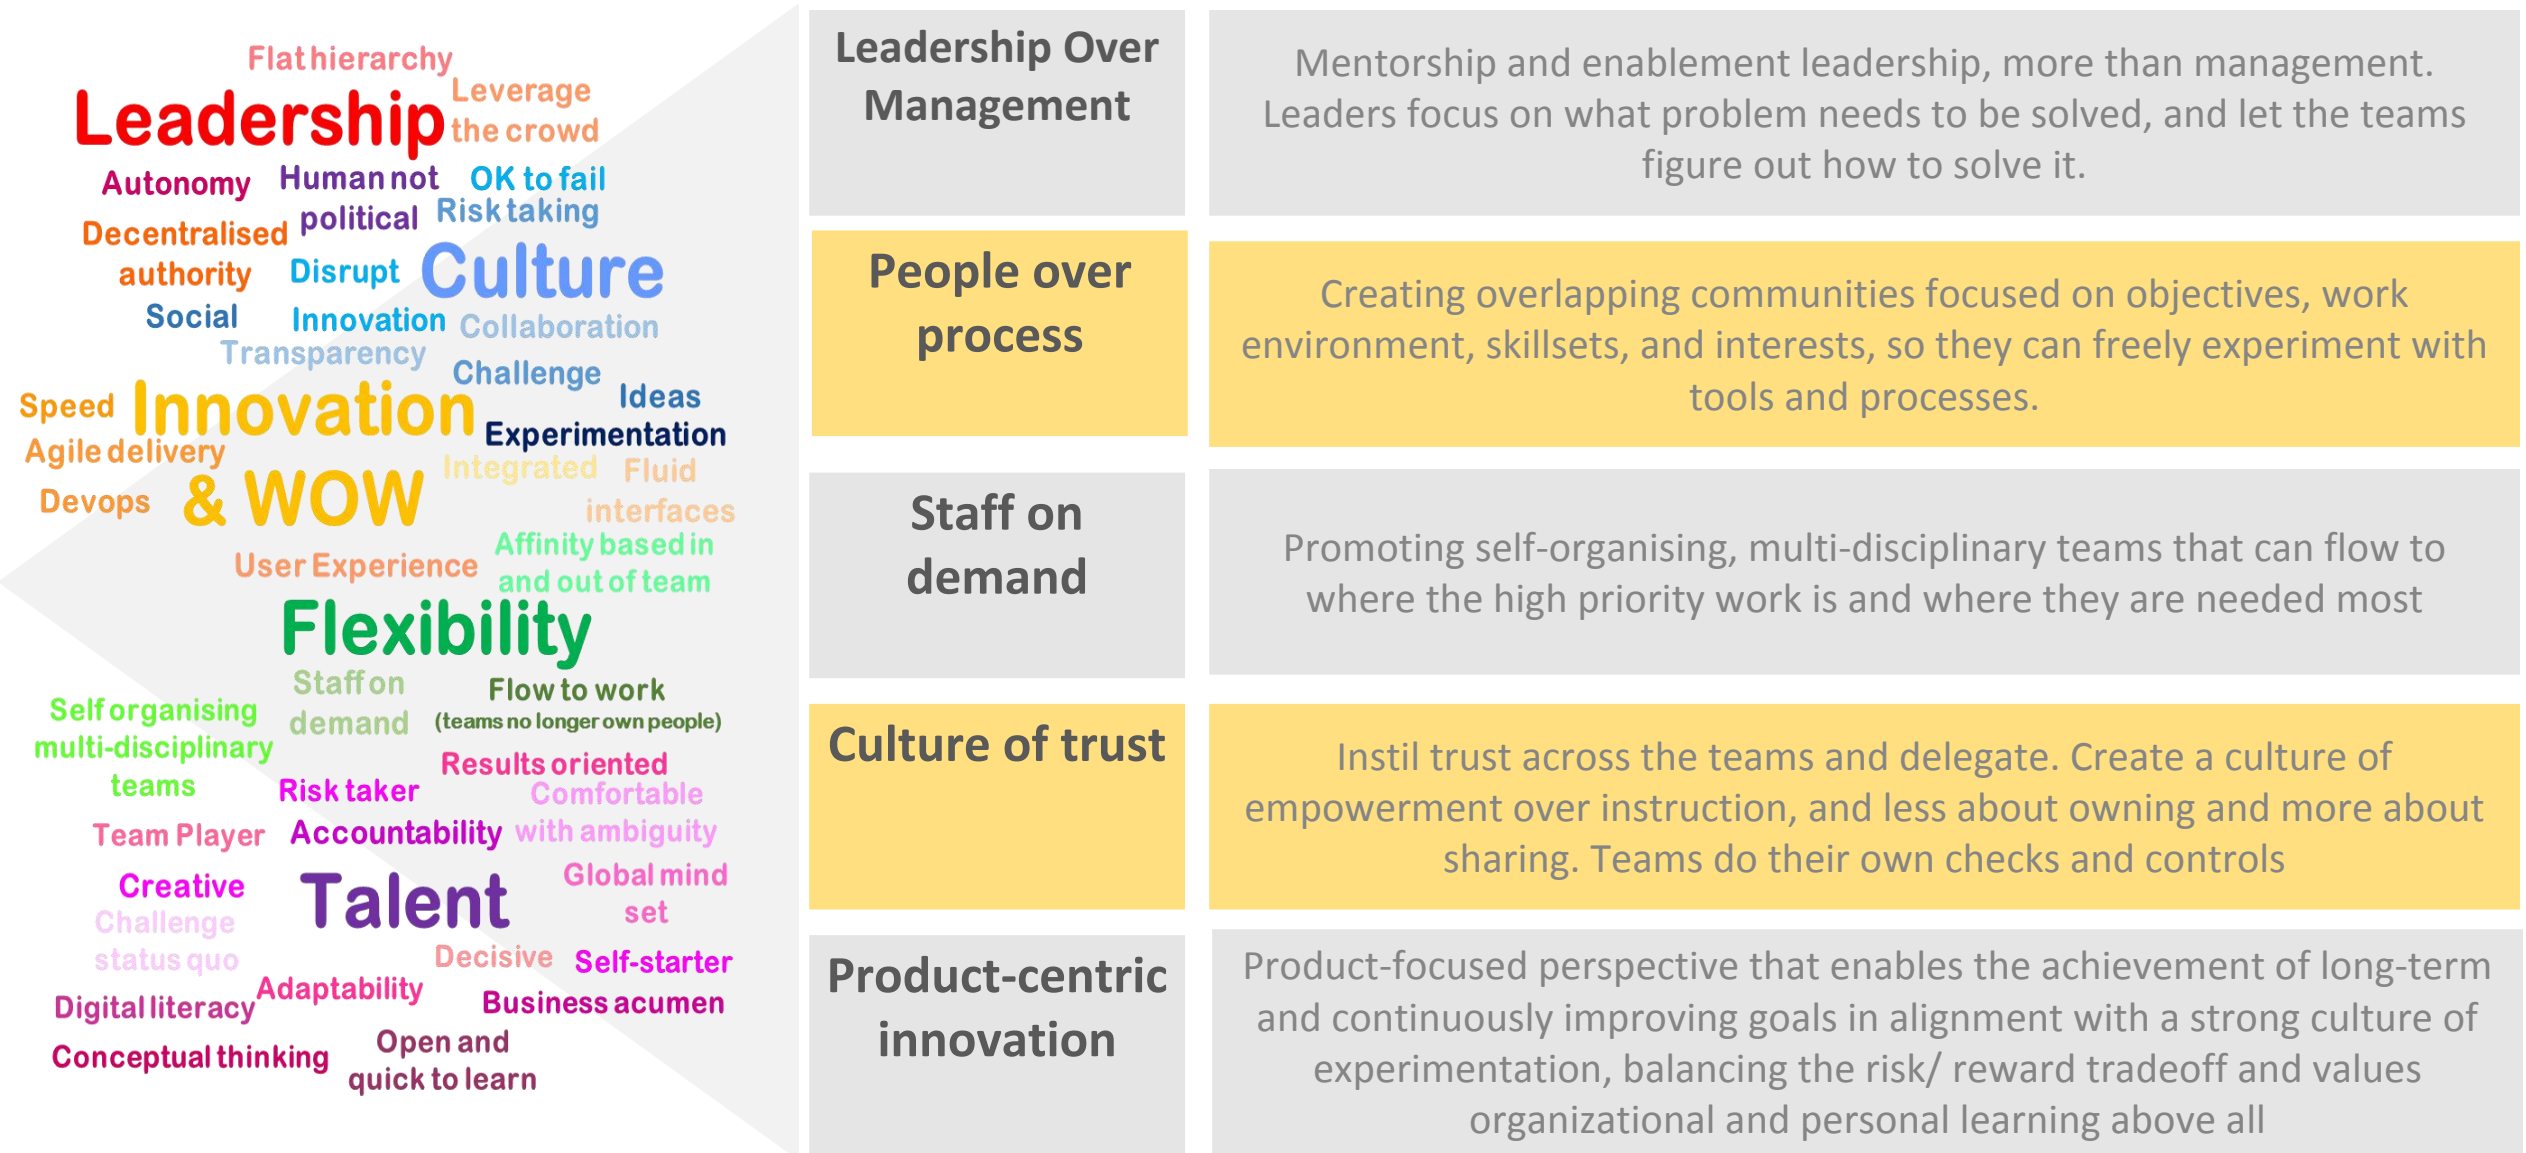 Flat hierarchy
Leadership
Leverage
the crowd
Autonomy
Human not
political
OK to fail
Risk taking
Decentralised
authority
Disrupt
Culture
Social
Innovation
Collaboration
Transparency
Challenge
Ideas
Speed
Innovation
Experimentation
Agile delivery
Integrated
Fluid
interfaces
Devops
& WOW
User Experience
Affinity based in
and out of team
Flexibility
Staff on
demand
Flow to work
(teams no longer own people)
Self organising
multi-disciplinary
teams
Results oriented
Risk taker
Comfortable
with ambiguity
Team Player
Accountability
Creative
Talent
Global mind
set
Challenge
status quo
Decisive
Self-starter
Adaptability
Digital literacy
Business acumen
Conceptual thinking
Open and
quick to learn
Leadership Over
Management
Mentorship and enablement leadership, more than management.
Leaders focus on what problem needs to be solved, and let the teams
figure out how to solve it.
People over
process
Creating overlapping communities focused on objectives, work
environment, skillsets, and interests, so they can freely experiment with
tools and processes.
Staff on
demand
Promoting self-organising, multi-disciplinary teams that can flow to
where the high priority work is and where they are needed most
Culture of trust
Instil trust across the teams and delegate. Create a culture of
empowerment over instruction, and less about owning and more about
sharing. Teams do their own checks and controls
Product-centric
innovation
Product-focused perspective that enables the achievement of long-term
and continuously improving goals in alignment with a strong culture of
experimentation, balancing the risk/ reward tradeoff and values
organizational and personal learning above all